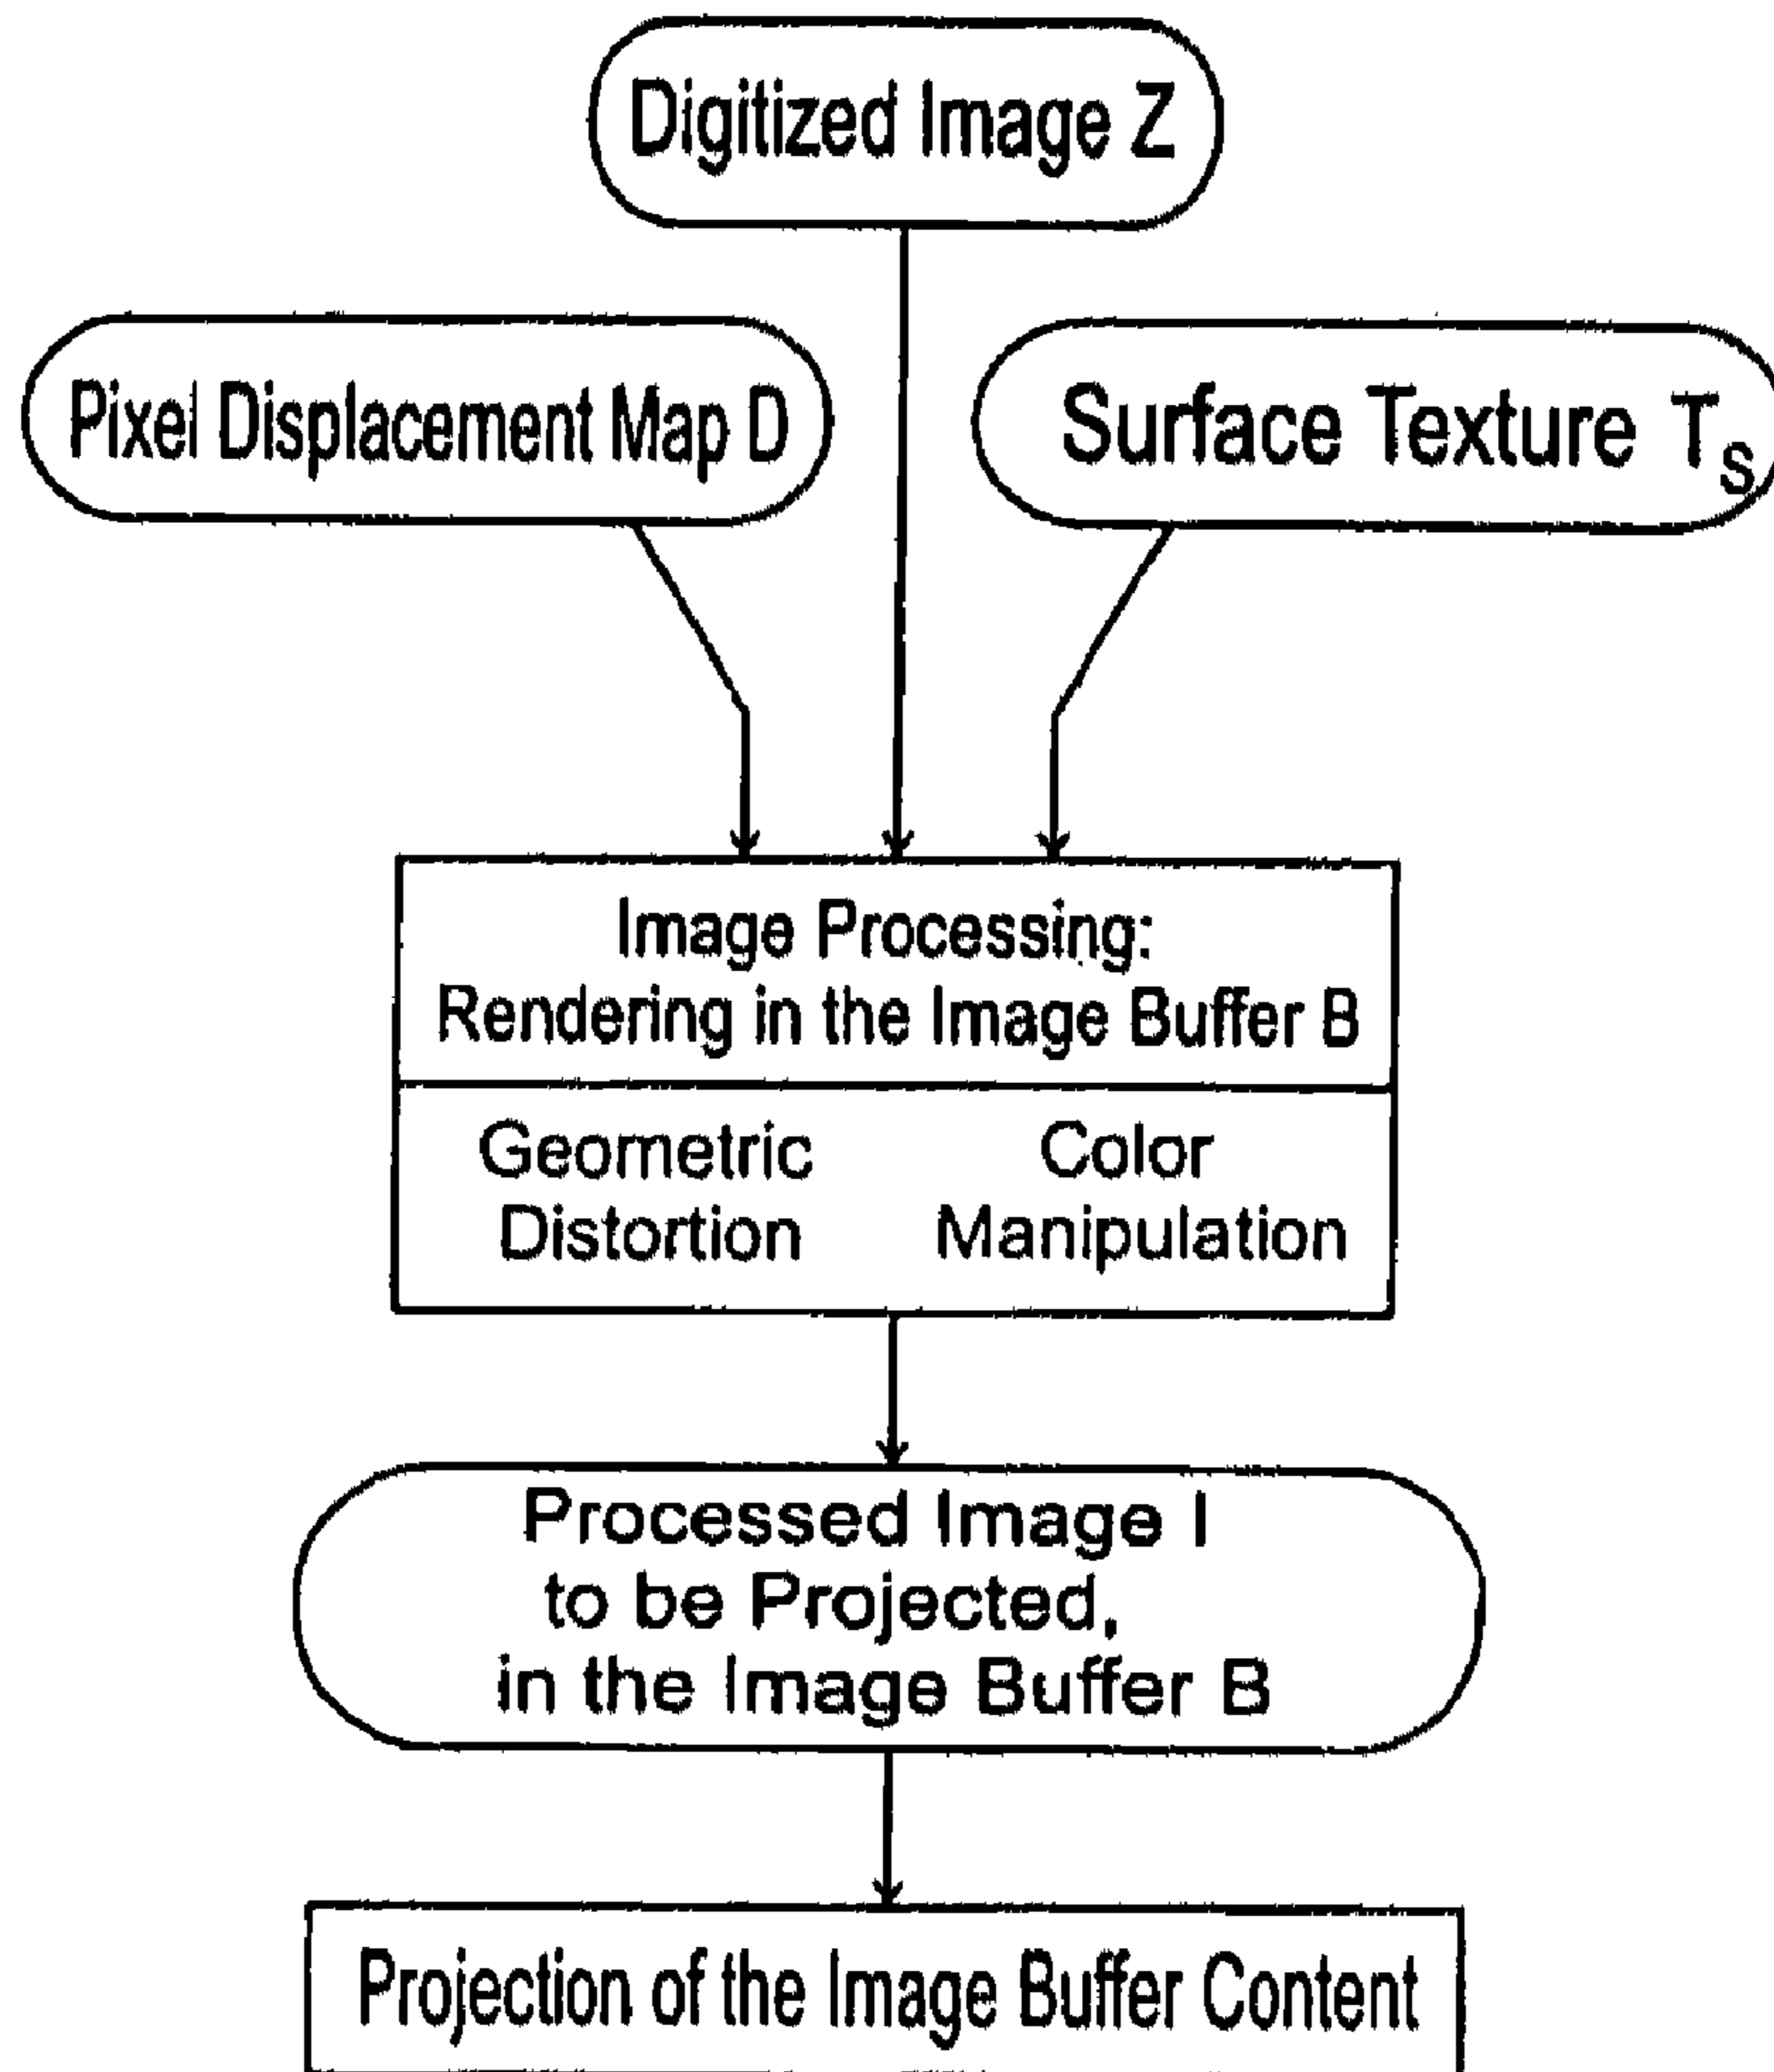 Digitized Image Z
Pixel Displacement Map D
Surface Texture T_S
Image Processing:
Rendering in the Image Buffer B
Geometric
Distortion
Color
Manipulation
Processed Image I
to be Projected,
in the Image Buffer B
Projection of the Image Buffer Content